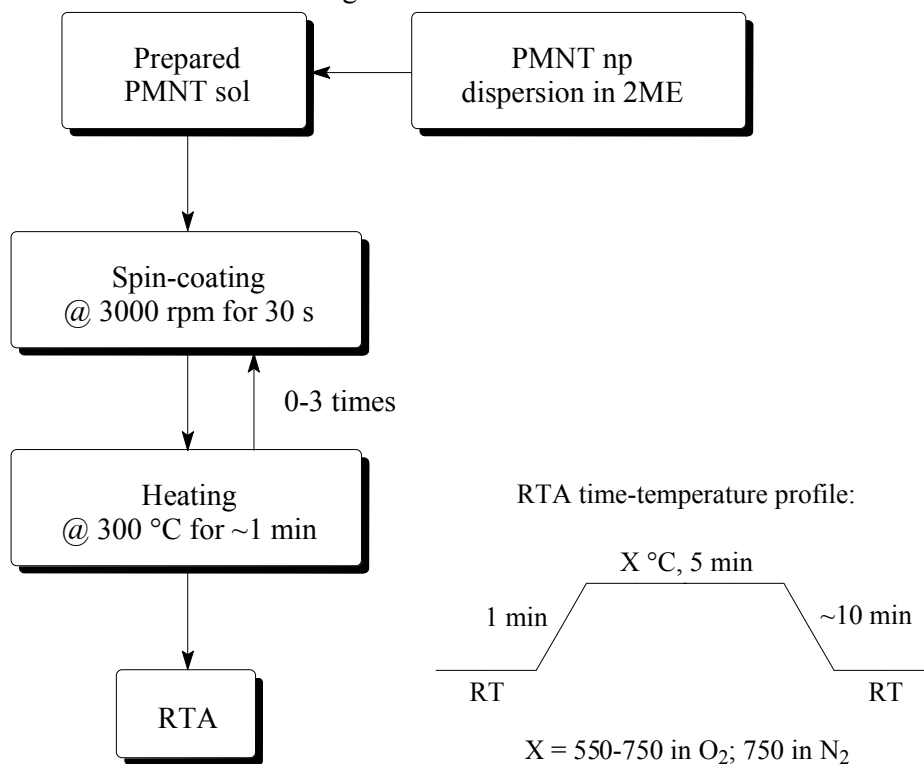 Prepared
PMNT sol
PMNT np
dispersion in 2ME
Spin-coating
@ 3000 rpm for 30 s
0-3 times
Heating
@ 300 °C for ~1 min
RTA
RTA time-temperature profile:
X °C, 5 min
1 min
~10 min
RT
RT
X = 550-750 in O₂; 750 in N₂